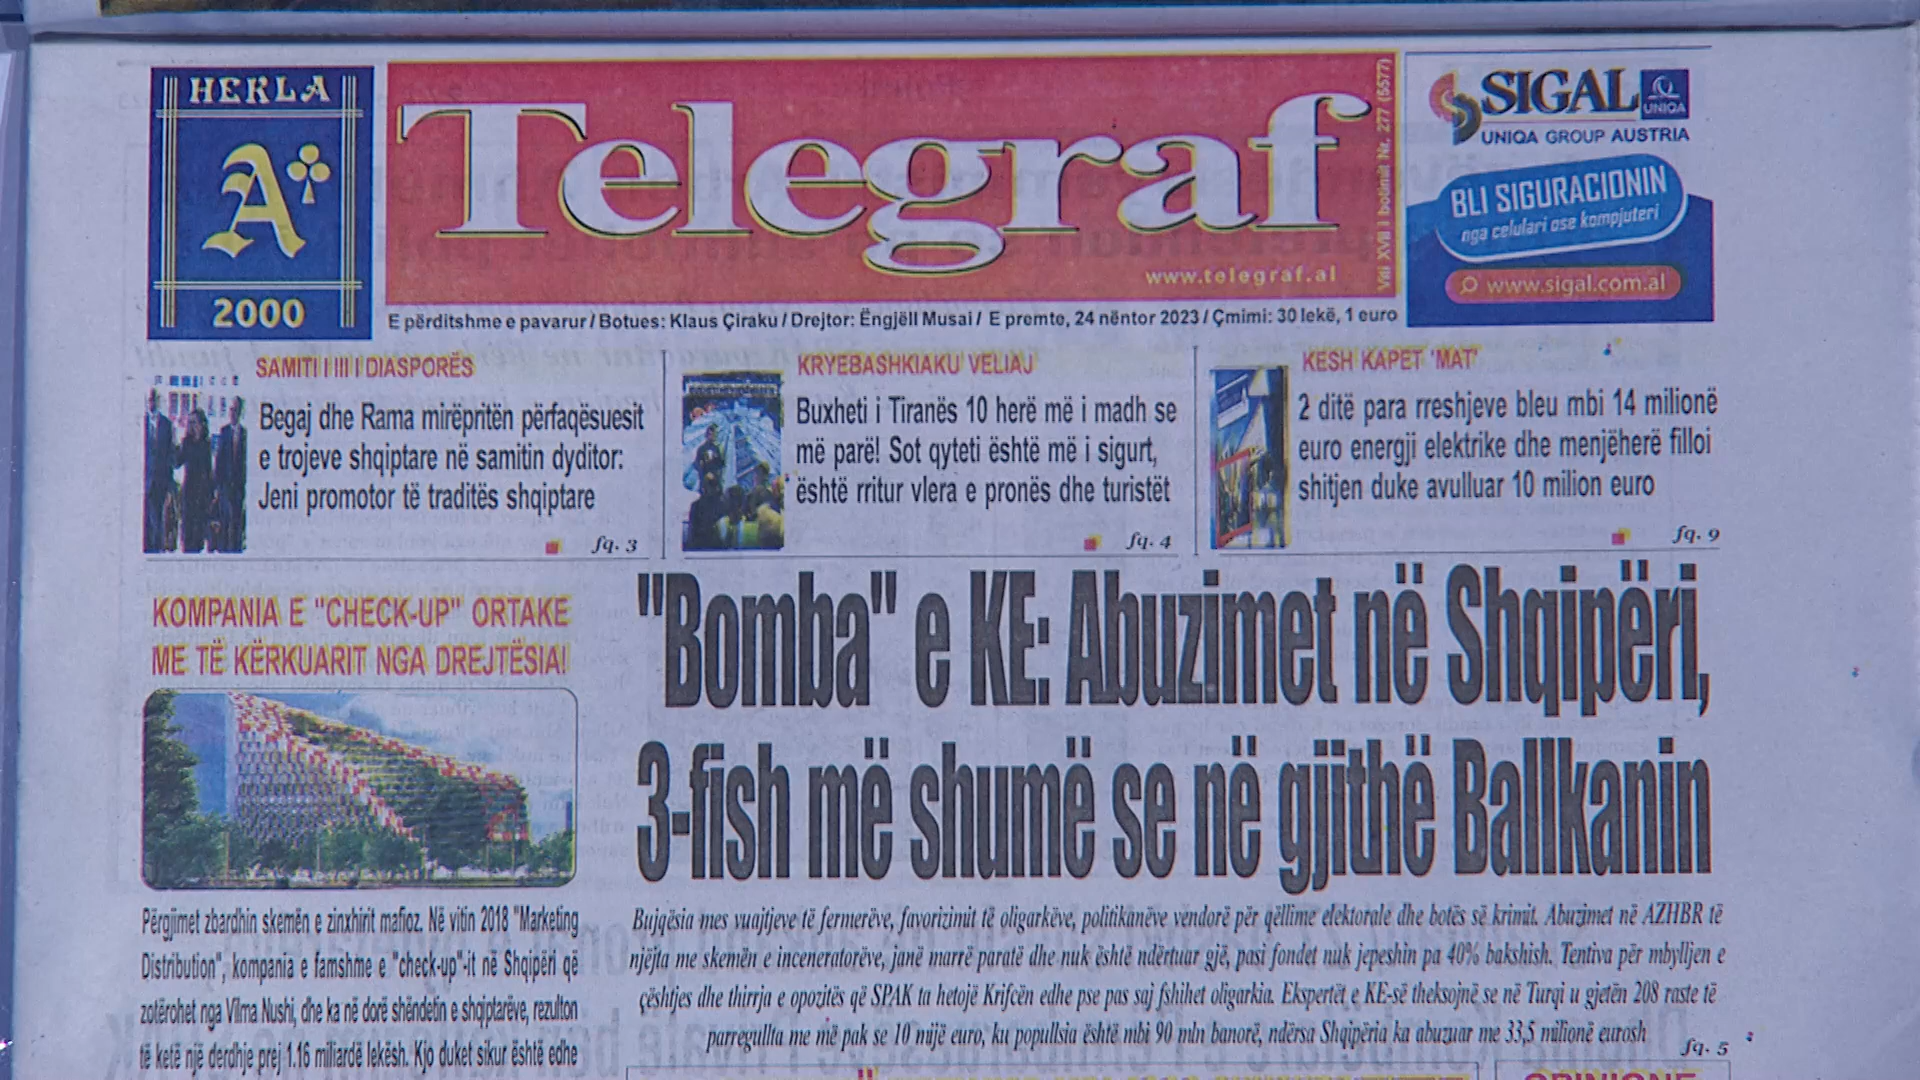 HEKLA
A
2000
Telegraf
www.telegraf.al
Viti XVII i botimit Nr. 277 (5577)
SIGAL
UNIQA
UNIQA GROUP AUSTRIA
BLI SIGURACIONIN
nga celulari ose kompjuteri
www.sigal.com.al
E përditshme e pavarur / Botues: Klaus Çiraku / Drejtor: Ëngjëll Musai / E premte, 24 nëntor 2023 / Çmimi: 30 lekë, 1 euro
SAMITI I III I DIASPORËS
Begaj dhe Rama mirëpritën përfaqësuesit
e trojeve shqiptare në samitin dyditor:
Jeni promotor të traditës shqiptare
fq. 3
KRYEBASHKIAKU VELIAJ
Buxheti i Tiranës 10 herë më i madh se
më parë! Sot qyteti është më i sigurt,
është rritur vlera e pronës dhe turistët
fq. 4
KESH KAPET 'MAT'
2 ditë para rreshjeve bleu mbi 14 milionë
euro energji elektrike dhe menjëherë filloi
shitjen duke avulluar 10 milion euro
fq. 9
KOMPANIA E "CHECK-UP" ORTAKE
ME TË KËRKUARIT NGA DREJTËSIA!
Përgjimet zbardhin skemën e zinxhirit mafioz. Në vitin 2018 "Marketing
Distribution", kompania e famshme e "check-up"-it në Shqipëri që
zotërohet nga Vilma Nushi, dhe ka në dorë shëndetin e shqiptarëve, rezulton
të ketë një derdhje prej 1.16 miliardë lekësh. Kjo duket sikur është edhe
"Bomba" e KE: Abuzimet në Shqipëri,
3-fish më shumë se në gjithë Ballkanin
Bujqësia mes vuajtjeve të fermerëve, favorizimit të oligarkëve, politikanëve vendorë për qëllime elektorale dhe botës së krimit. Abuzimet në AZHBR të
njëjta me skemën e inceneratorëve, janë marrë paratë dhe nuk është ndërtuar gjë, pasi fondet nuk jepeshin pa 40% bakshish. Tentiva për mbylljen e
çështjes dhe thirrja e opozitës që SPAK ta hetojë Krifcën edhe pse pas saj fshihet oligarkia. Ekspertët e KE-së theksojnë se në Turqi u gjetën 208 raste të
parregullta me më pak se 10 mijë euro, ku popullsia është mbi 90 mln banorë, ndërsa Shqipëria ka abuzuar me 33,5 milionë eurosh
fq. 5
OPINIONE